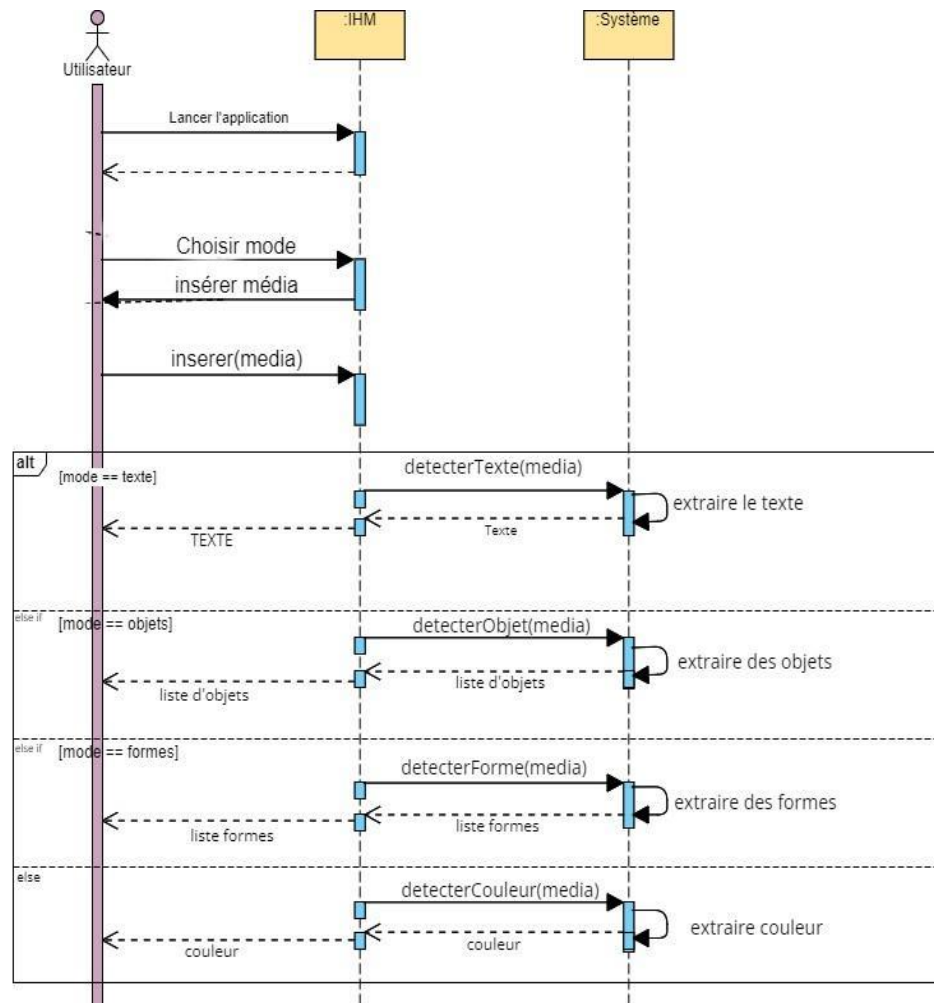 :IHM
:Système
Utilisateur
Lancer l'application
Choisir mode
insérer média
inserer(media)
alt
[mode == texte]
detecterTexte(media)
extraire le texte
Texte
TEXTE
else if
[mode == objets]
detecterObjet(media)
extraire des objets
liste d'objets
liste d'objets
else if
[mode == formes]
detecterForme(media)
extraire des formes
liste formes
liste formes
else
detecterCouleur(media)
extraire couleur
couleur
couleur